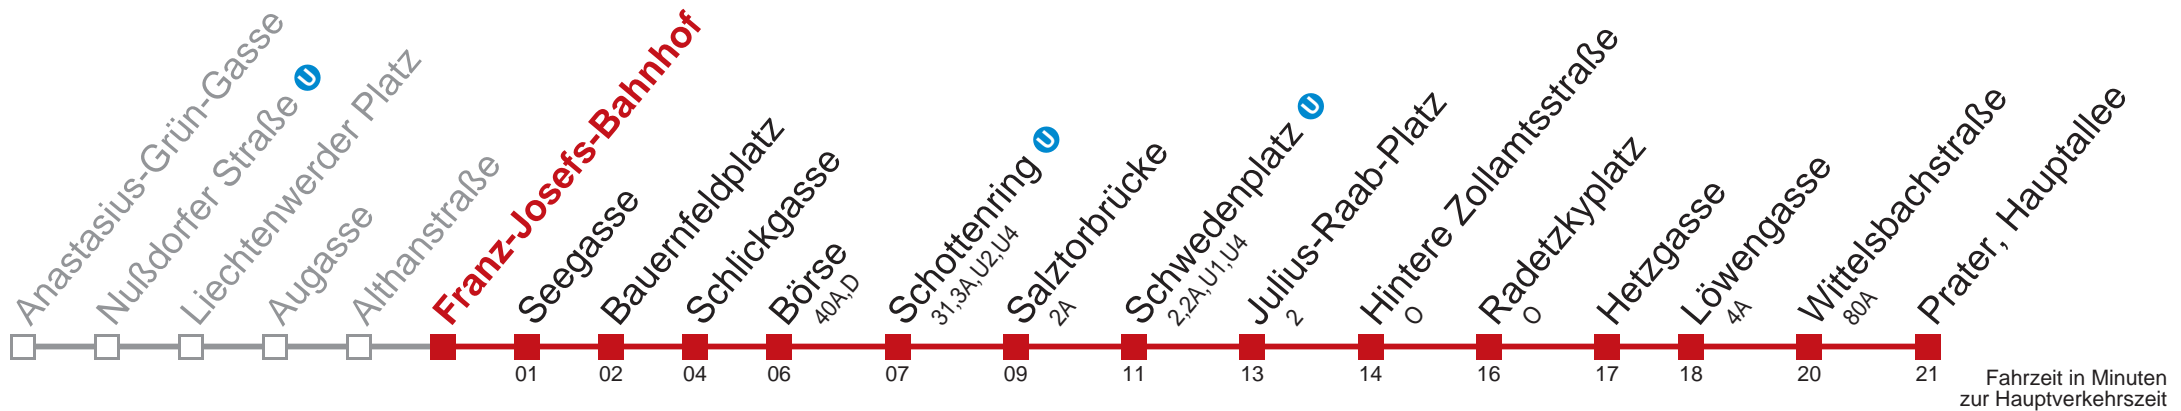 Anastasius-Grün-Gasse
Nußdorfer Straße U
Liechtenwerder Platz
Augasse
Althanstraße
Franz-Josefs-Bahnhof
Seegasse
01
Bauernfeldplatz
02
Schlickgasse
04
Börse
40A,D
06
Schottenring U
31,3A,U2,U4
07
Salztorbrücke
2A
09
Schwedenplatz U
2,2A,U1,U4
11
Julius-Raab-Platz
2
13
Hintere Zollamtsstraße
O
14
Radetzkyplatz
O
16
Hetzgasse
17
Löwengasse
4A
18
Wittelsbachstraße
80A
20
Prater, Hauptallee
21
Fahrzeit in Minuten
zur Hauptverkehrszeit